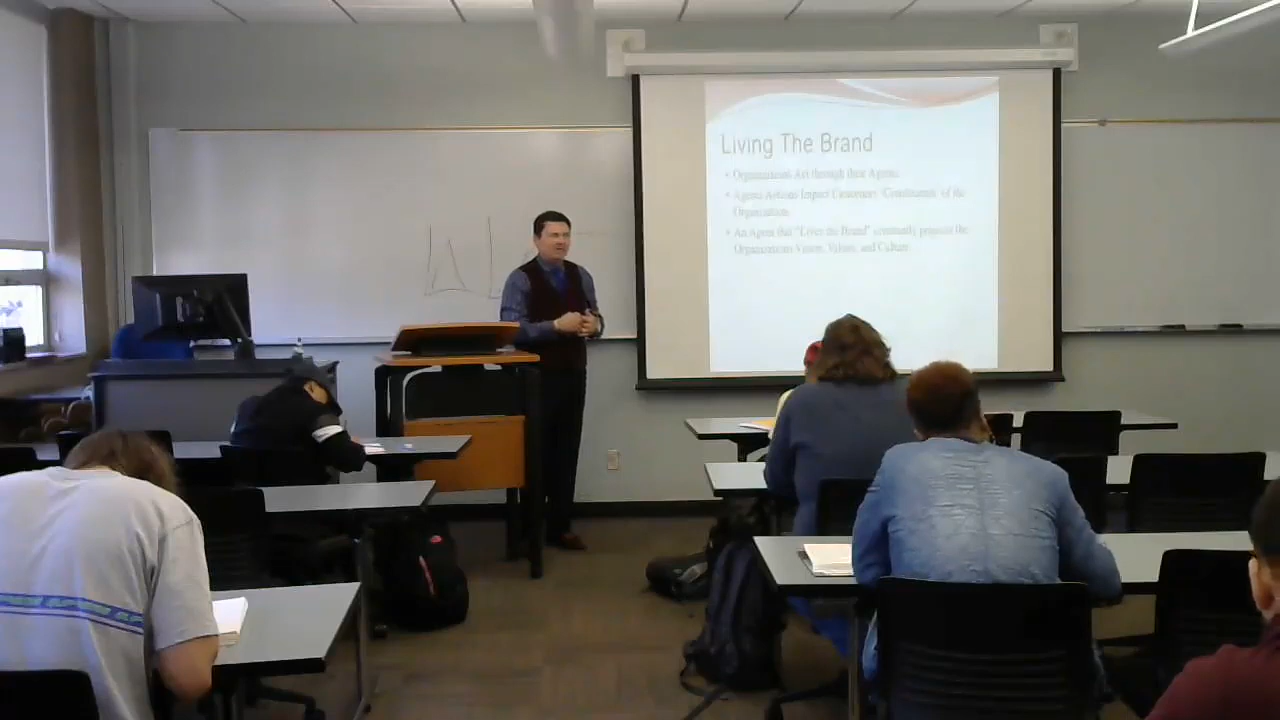 Living The Brand
• Organizations Act through their Agents
• Agents Actions Impact Customers/Constituents of the
Organization
• An Agent that "Lives the Brand" constantly projects the
Organizations Vision, Values, and Culture